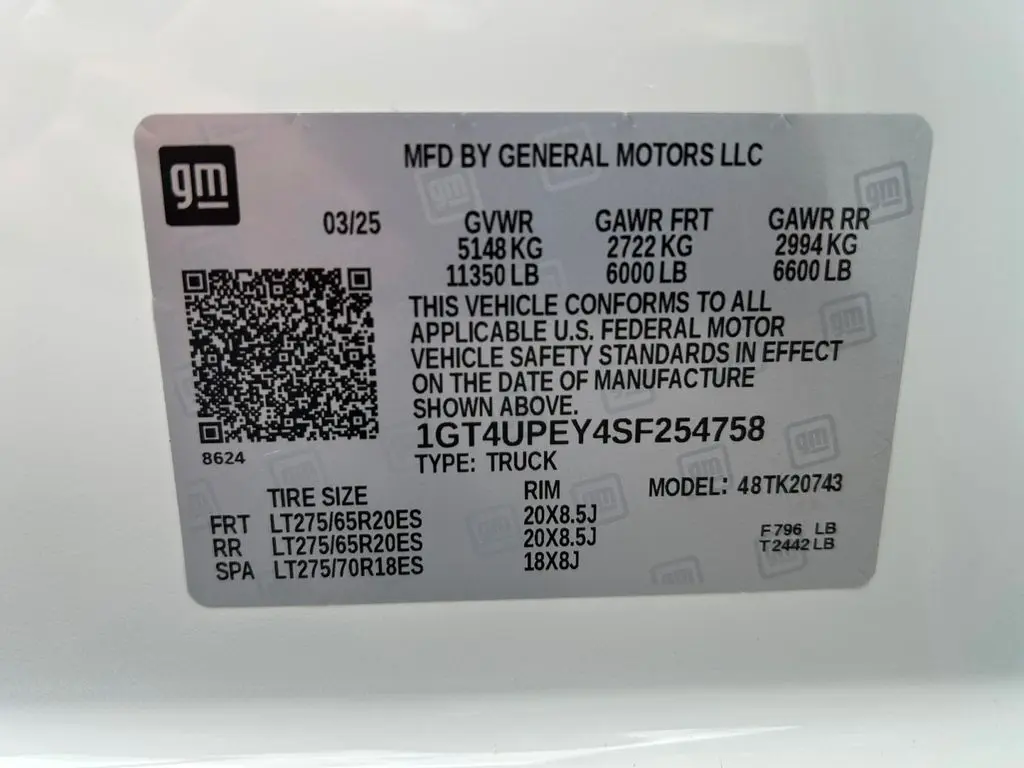 gm
MFD BY GENERAL MOTORS LLC
03/25
GVWR GAWR FRT GAWR RR
5148 KG 2722 KG 2994 KG
11350 LB 6000 LB 6600 LB
THIS VEHICLE CONFORMS TO ALL
APPLICABLE U.S. FEDERAL MOTOR
VEHICLE SAFETY STANDARDS IN EFFECT
ON THE DATE OF MANUFACTURE
SHOWN ABOVE.
1GT4UPEY4SF254758
8624
TYPE: TRUCK
TIRE SIZE RIM MODEL: 48TK20743
FRT LT275/65R20ES 20X8.5J
RR LT275/65R20ES 20X8.5J
SPA LT275/70R18ES 18X8J
F796 LB
T2442 LB